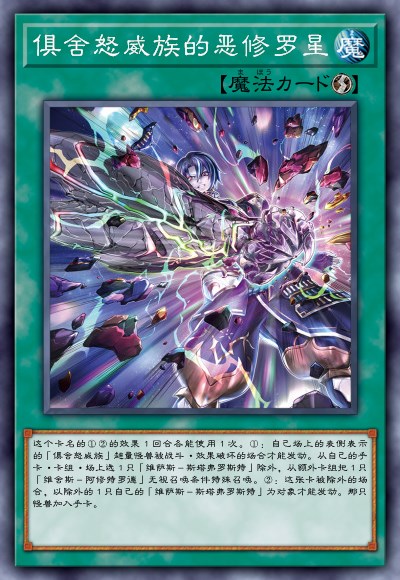 俱舍怒威族的恶修罗星 魔
【魔法カード】
这个卡名的①②的效果1回合各能使用1次。①：自己场上的表侧表示
的「俱舍怒威族」超量怪兽被战斗·效果破坏的场合才能发动。从自己的手
卡·卡组·场上选1只「维萨斯－斯塔弗罗斯特」除外，从额外卡组把1只
「维舍斯－阿修特罗德」无视召唤条件特殊召唤。②：这张卡被除外的场
合，以除外的1只自己的「维萨斯－斯塔弗罗斯特」为对象才能发动。那只
怪兽加入手卡。